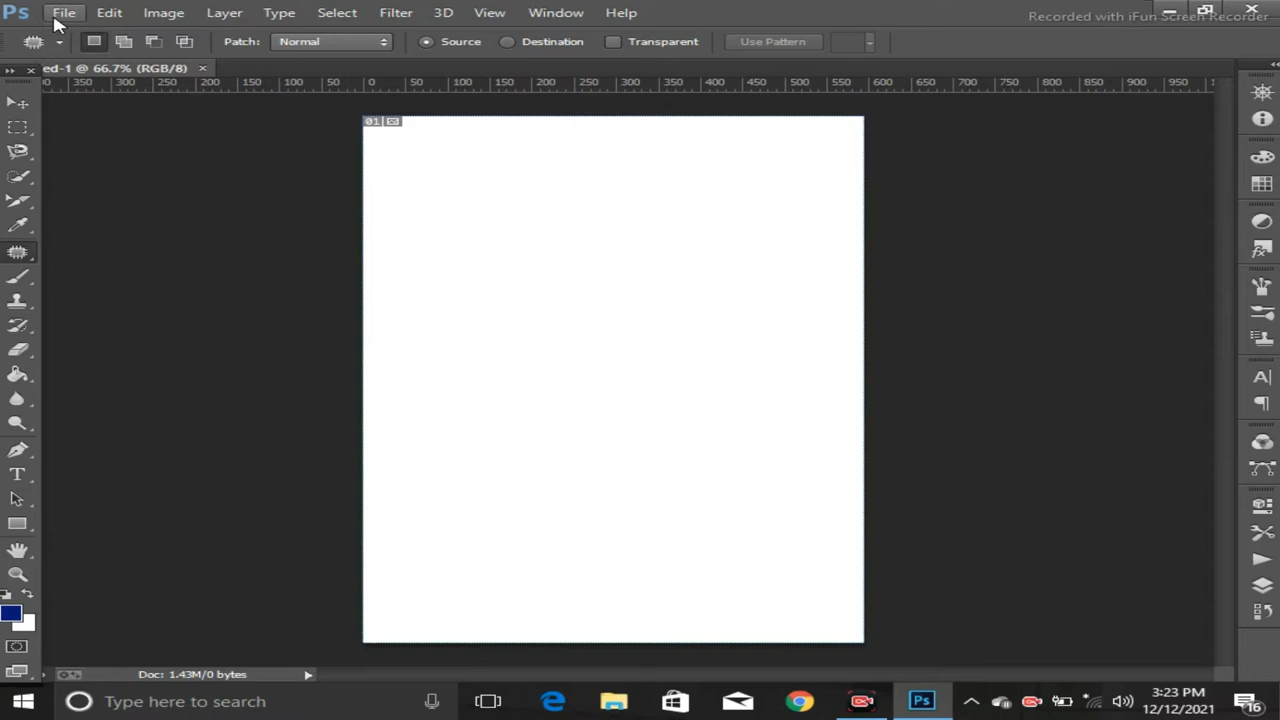 Ps File Edit Image Layer Type Select Filter 3D View Window Help
Recorded with iFun Screen Recorder
Patch: Normal Source Destination Transparent Use Pattern
ed-1 @ 66.7% (RGB/8) ×
300 250 200 150 100 50 0 50 100 150 200 250 300 350 400 450 500 550 600 650 700 750 800 850 900 950
01
fx
A|
T
Doc: 1.43M/0 bytes
Type here to search
Ps
3:23 PM
12/12/2021
16